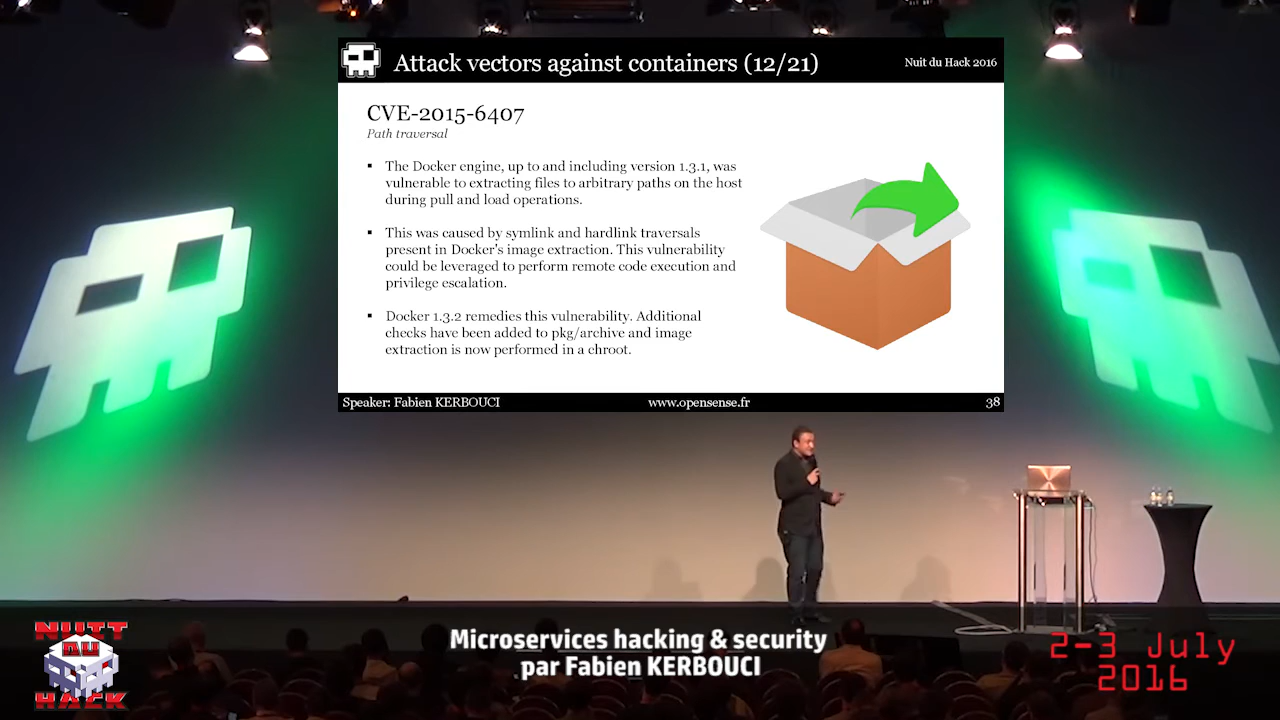 Attack vectors against containers (12/21)
Nuit du Hack 2016
CVE-2015-6407
Path traversal
▪ The Docker engine, up to and including version 1.3.1, was
vulnerable to extracting files to arbitrary paths on the host
during pull and load operations.
▪ This was caused by symlink and hardlink traversals
present in Docker's image extraction. This vulnerability
could be leveraged to perform remote code execution and
privilege escalation.
▪ Docker 1.3.2 remedies this vulnerability. Additional
checks have been added to pkg/archive and image
extraction is now performed in a chroot.
Speaker: Fabien KERBOUCI
www.opensense.fr
38
NUIT
DU
HACK
Microservices hacking & security
par Fabien KERBOUCI
2-3 July
2016